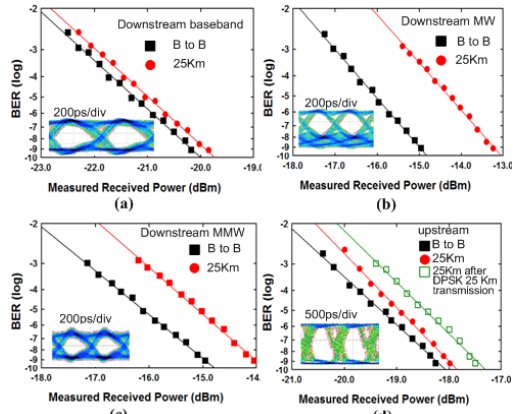 Downstream baseband
B to B
25Km
200ps/div
BER (log)
-2
-3
-4
-5
-6
-7
-8
-9
-10
-23.0
-22.0
-21.0
-20.0
-19.0
Measured Received Power (dBm)
(a)
Downstream MW
B to B
25Km
200ps/div
BER (log)
-2
-3
-4
-5
-6
-7
-8
-9
-10
-18.0
-17.0
-16.0
-15.0
-14.0
-13.0
Measured Received Power (dBm)
(b)
Downstream MMW
B to B
25Km
200ps/div
BER (log)
-2
-3
-4
-5
-6
-7
-8
-9
-10
-18.0
-17.0
-16.0
-15.0
-14.0
Measured Received Power (dBm)
(c)
upstream
B to B
25Km
25Km after
DPSK 25 Km
transmission
500ps/div
BER (log)
-2
-3
-4
-5
-6
-7
-8
-9
-10
-21.0
-20.0
-19.0
-18.0
-17.0
Measured Received Power (dBm)
(d)